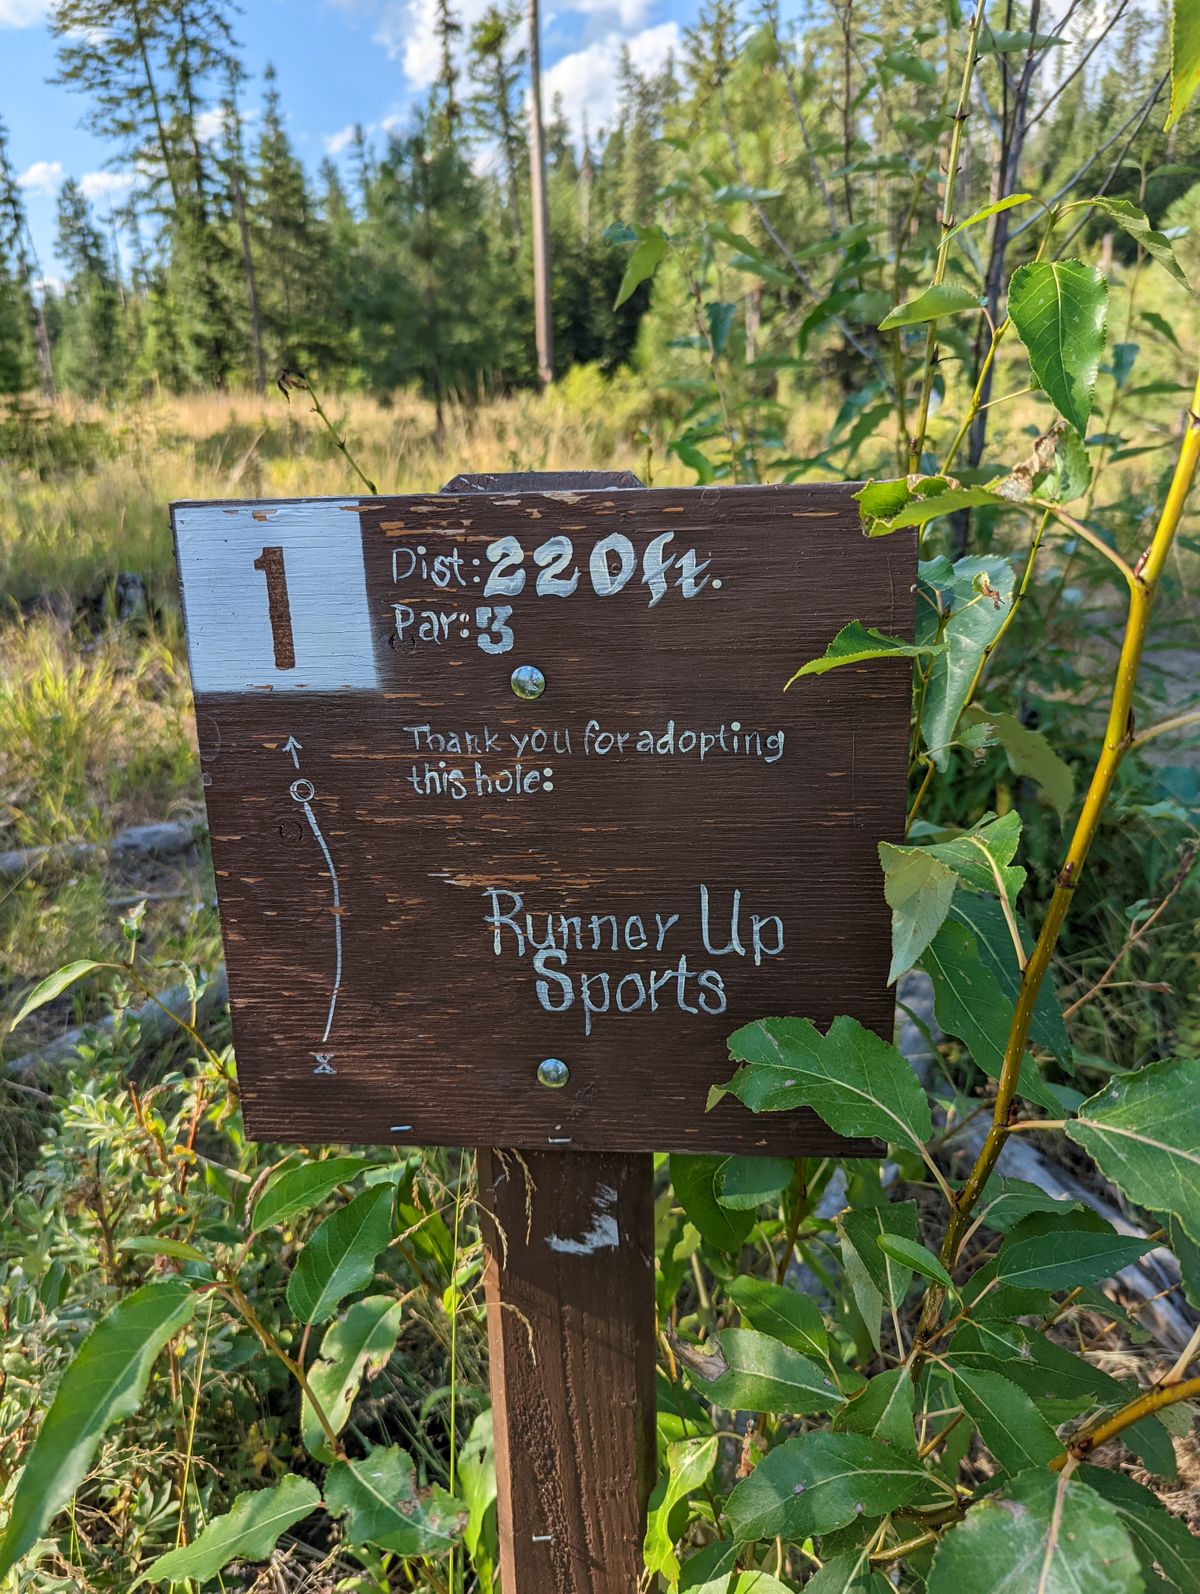 1
Dist: 220ft.
Par: 3
Thank you for adopting
this hole:
Runner Up
Sports
X